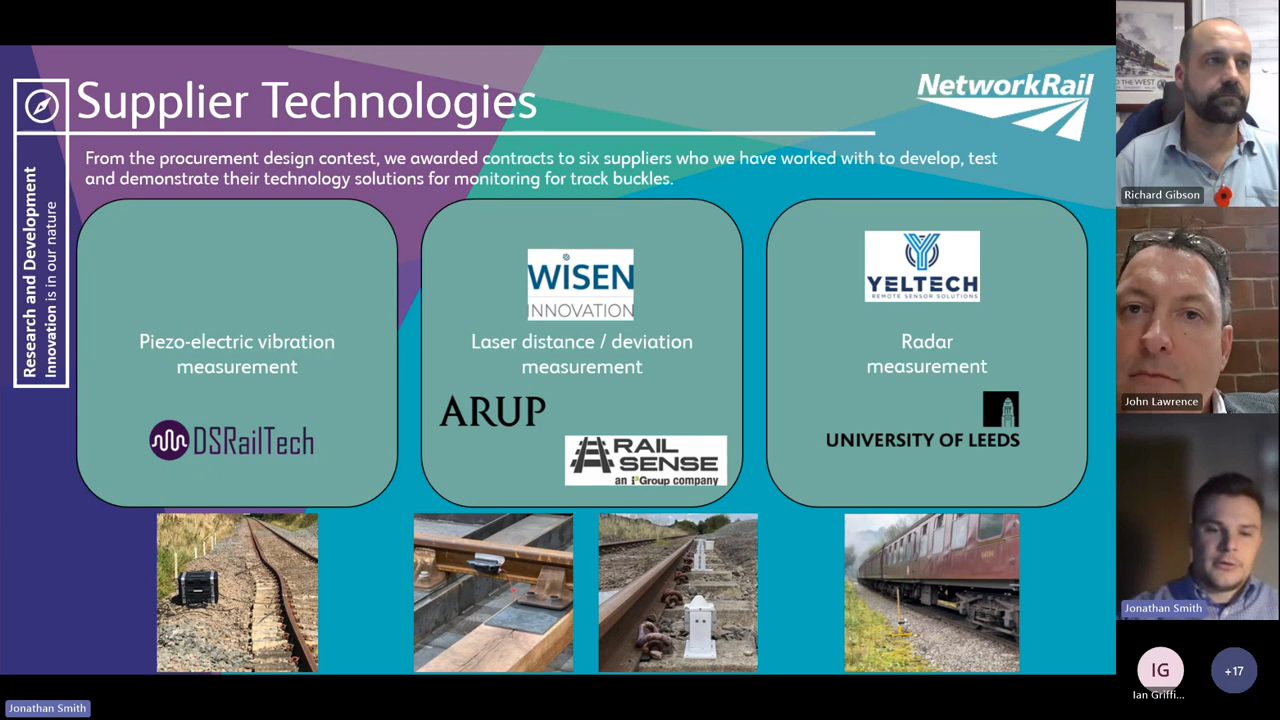 Supplier Technologies
NetworkRail
Research and Development
Innovation is in our nature
From the procurement design contest, we awarded contracts to six suppliers who we have worked with to develop, test
and demonstrate their technology solutions for monitoring for track buckles.
Piezo-electric vibration
measurement
DSRailTech
WiSEN
INNOVATION
Laser distance / deviation
measurement
ARUP
RAIL
SENSE
an i³Group company
YELTECH
REMOTE SENSOR SOLUTIONS
Radar
measurement
UNIVERSITY OF LEEDS
THE WEST
Richard Gibson
John Lawrence
Jonathan Smith
IG
Ian Griffi...
+17
Jonathan Smith